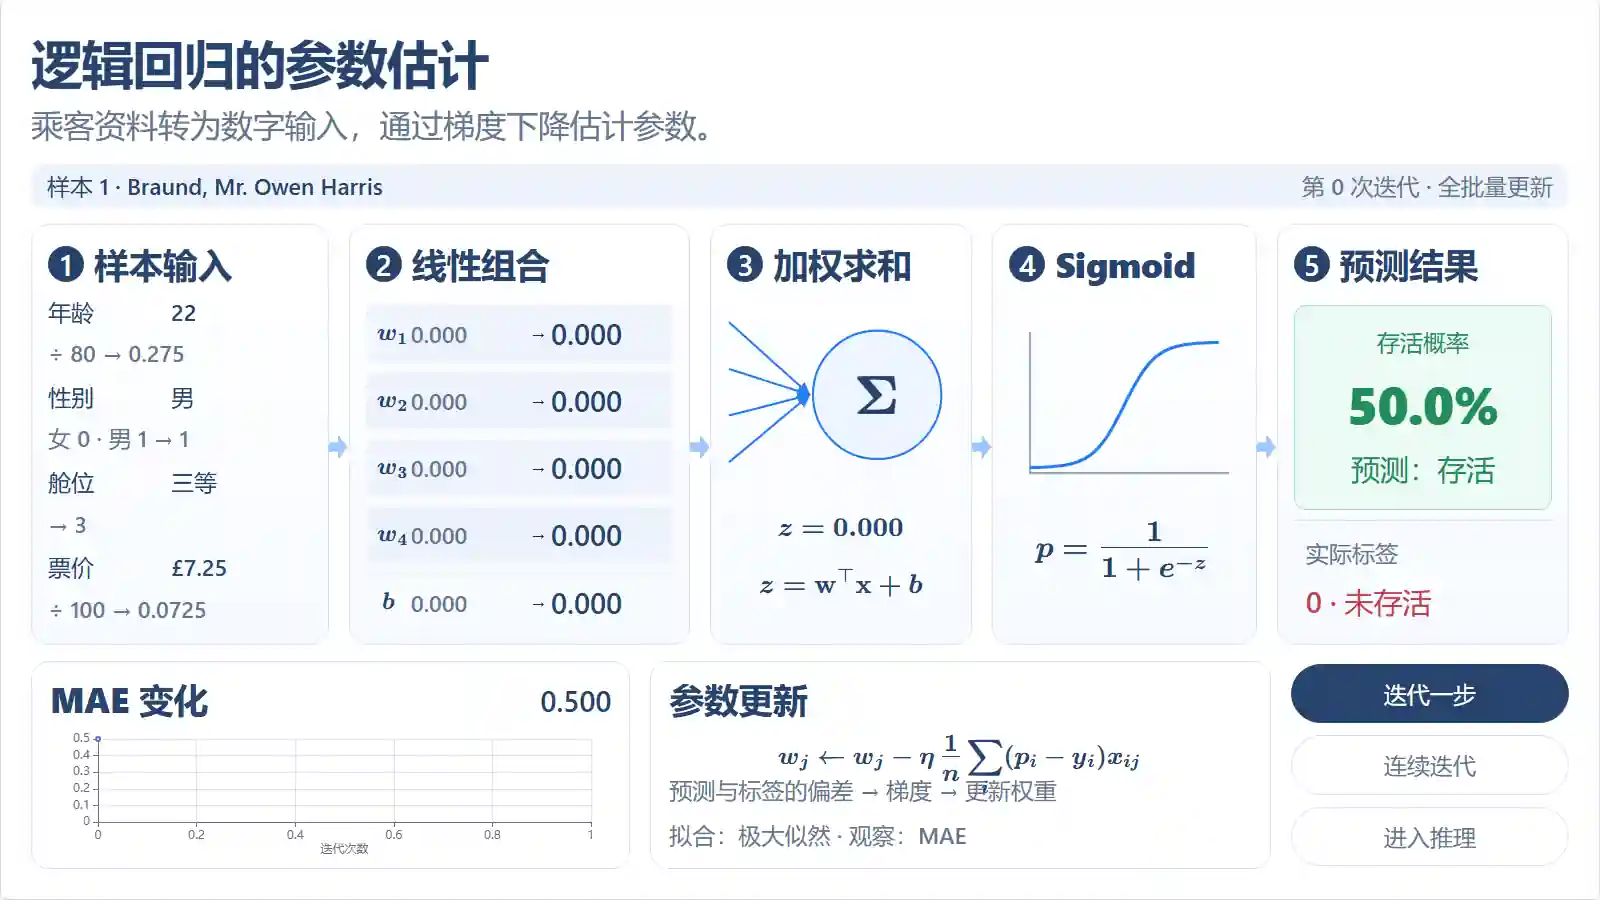 逻辑回归的参数估计
乘客资料转为数字输入，通过梯度下降估计参数。
样本 1 · Braund, Mr. Owen Harris
第 0 次迭代 · 全批量更新
1 样本输入
年龄 22
÷ 80 → 0.275
性别 男
女 0 · 男 1 → 1
舱位 三等
→ 3
票价 £7.25
÷ 100 → 0.0725
2 线性组合
w₁ 0.000 → 0.000
w₂ 0.000 → 0.000
w₃ 0.000 → 0.000
w₄ 0.000 → 0.000
b 0.000 → 0.000
3 加权求和
Σ
z = 0.000
z = w⊤x + b
4 Sigmoid
p = 1 / (1 + e⁻ᶻ)
5 预测结果
存活概率
50.0%
预测：存活
实际标签
0 · 未存活
MAE 变化 0.500
0.5
0.4
0.3
0.2
0.1
0
0 0.2 0.4 0.6 0.8 1
迭代次数
参数更新
wⱼ ← wⱼ − η 1/n ∑ᵢ (pᵢ − yᵢ)xᵢⱼ
预测与标签的偏差 → 梯度 → 更新权重
拟合：极大似然 · 观察：MAE
迭代一步
连续迭代
进入推理